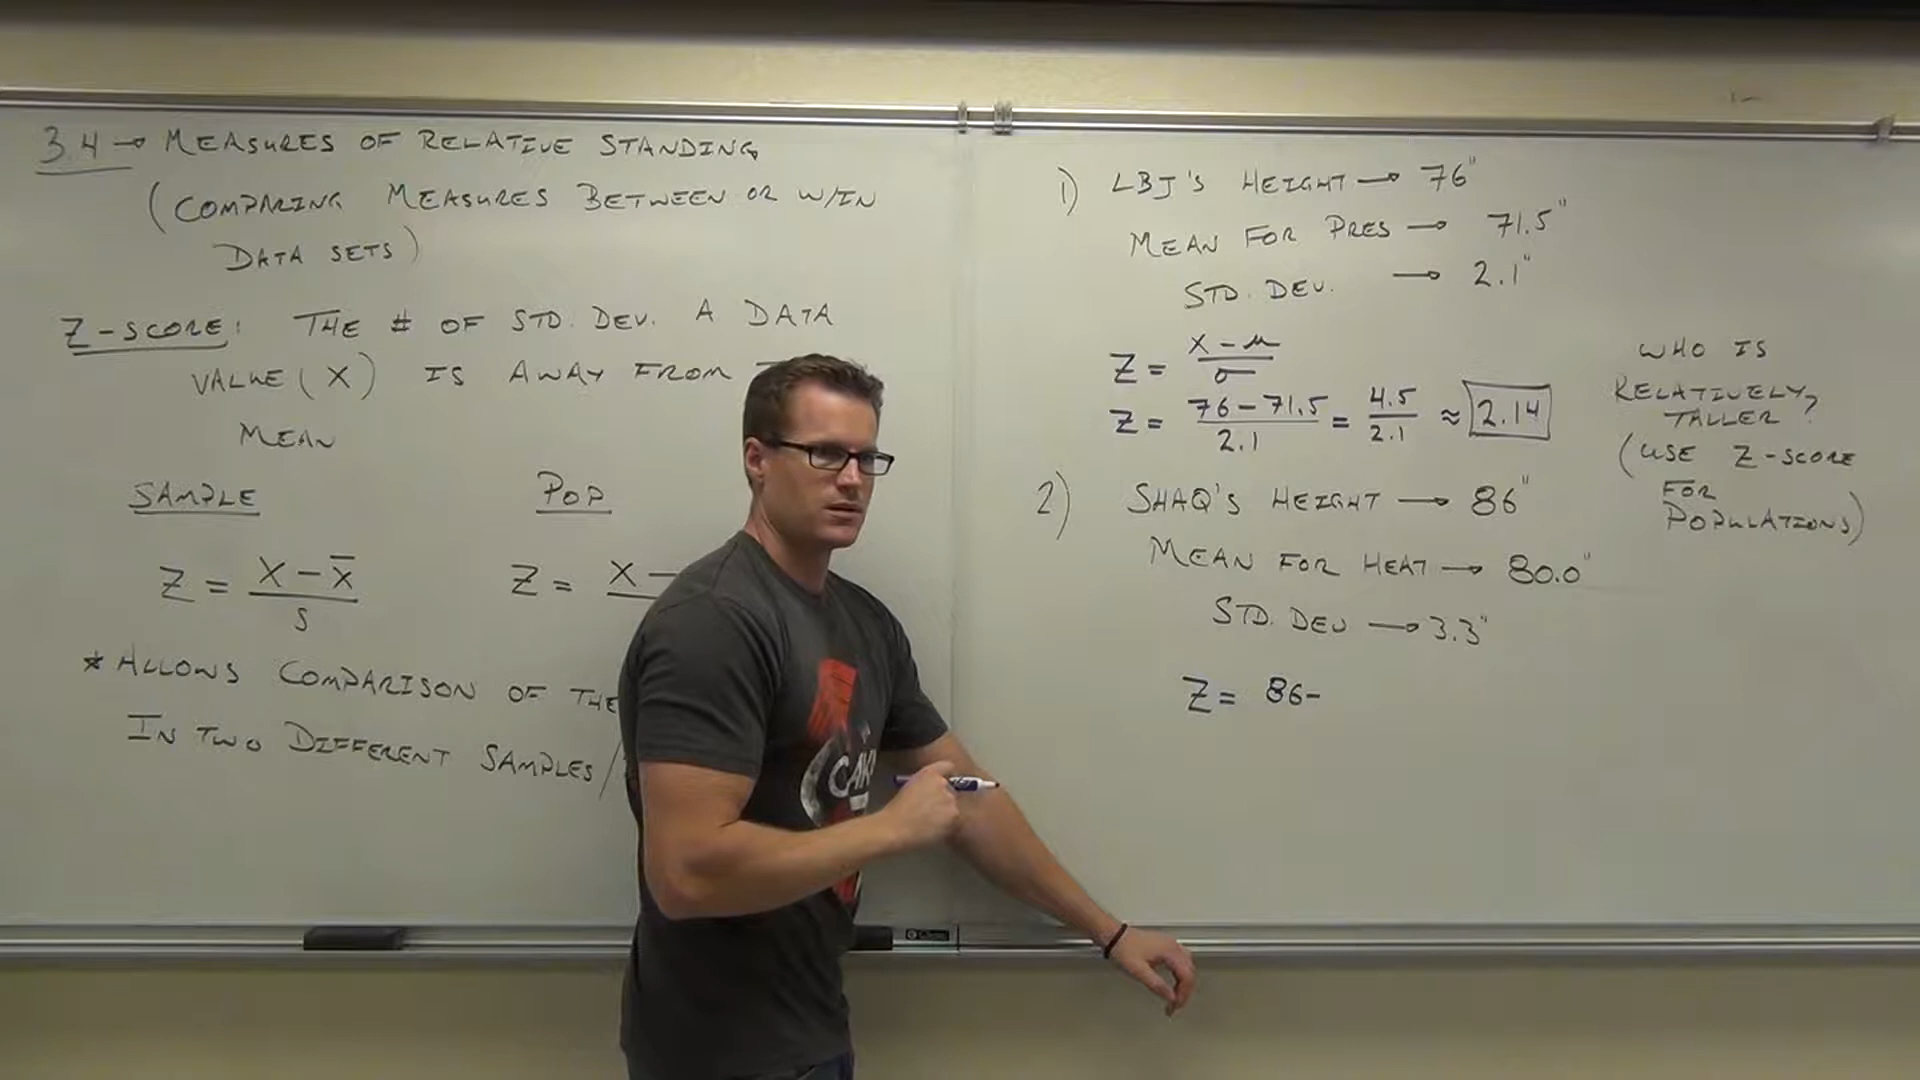 3.4 → MEASURES OF RELATIVE STANDING
(COMPARING MEASURES BETWEEN OR W/IN
DATA SETS)
Z-SCORE: THE # OF STD. DEV. A DATA
VALUE (X) IS AWAY FROM
MEAN
SAMPLE
Z = (X - x̄) / S
POP
Z = X -
* ALLOWS COMPARISON OF THE
IN TWO DIFFERENT SAMPLES/
1) LBJ'S HEIGHT → 76"
MEAN FOR PRES → 71.5"
STD. DEV. → 2.1"
Z = (X - μ) / σ
Z = (76 - 71.5) / 2.1 = 4.5 / 2.1 ≈ 2.14
2) SHAQ'S HEIGHT → 86"
MEAN FOR HEAT → 80.0"
STD. DEV → 3.3"
Z = 86-
WHO IS
RELATIVELY
TALLER?
(USE Z-SCORE
FOR
POPULATIONS)